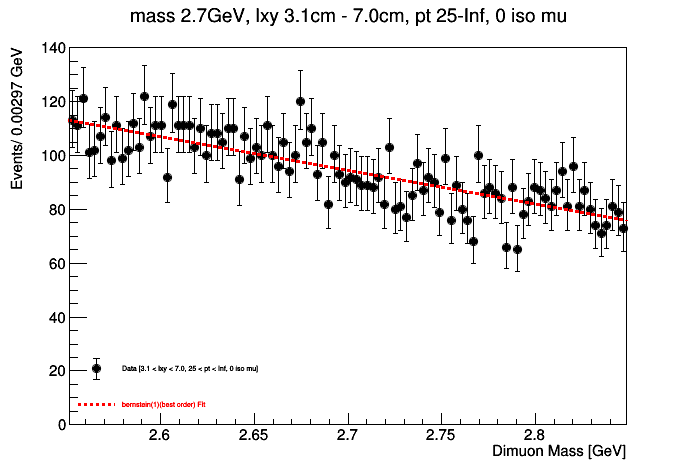 mass 2.7GeV, lxy 3.1cm - 7.0cm, pt 25-Inf, 0 iso mu
Events/ 0.00297 GeV
140
120
100
80
60
40
20
0
Data [3.1 < lxy < 7.0, 25 < pt < Inf, 0 iso mu]
bernstein(1)(best order) Fit
2.6
2.65
2.7
2.75
2.8
Dimuon Mass [GeV]